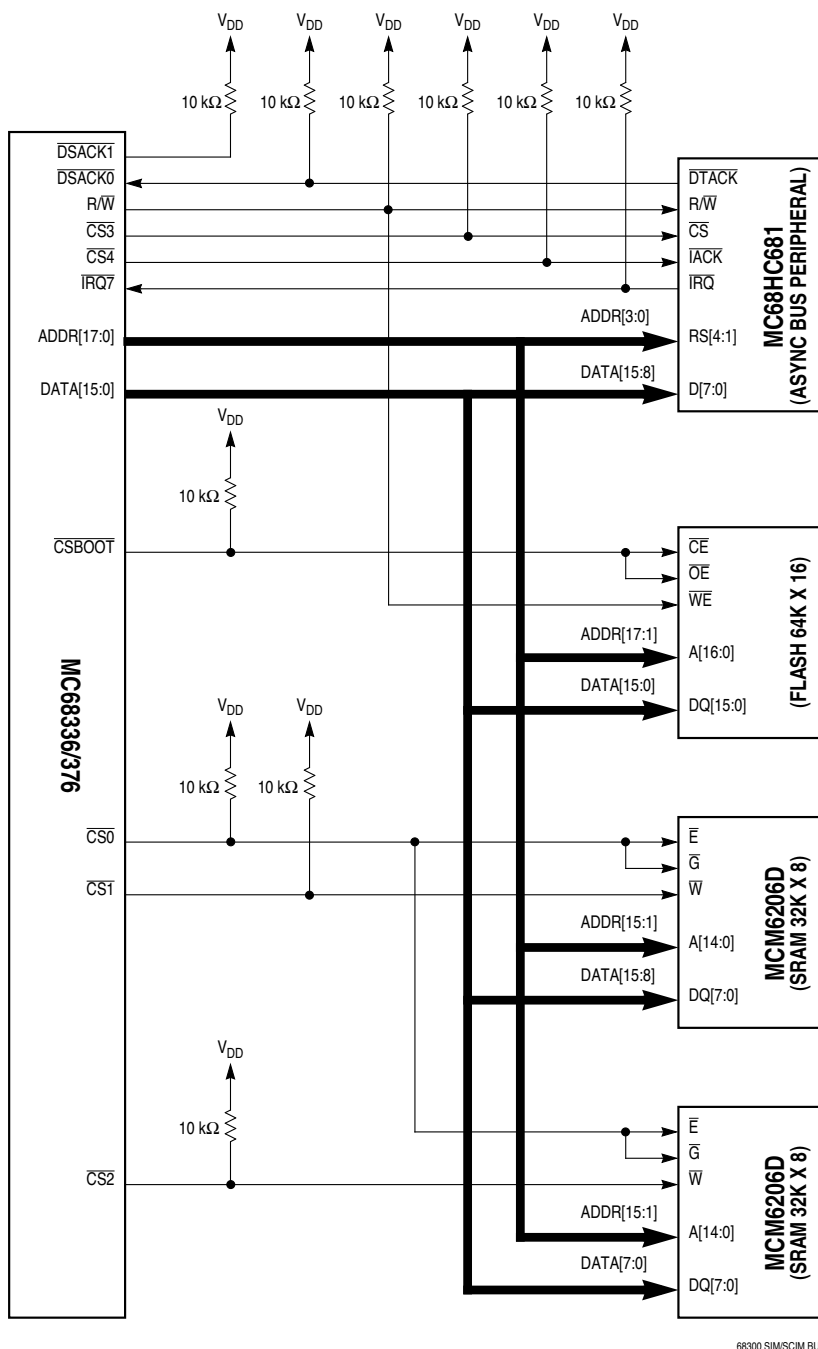 VDD VDD VDD VDD VDD VDD
10 kΩ 10 kΩ 10 kΩ 10 kΩ 10 kΩ 10 kΩ
DSACK1
DSACK0 DTACK
R/W R/W
CS3 CS
CS4 IACK
IRQ7 IRQ
ADDR[17:0] ADDR[3:0] RS[4:1]
DATA[15:0] DATA[15:8] D[7:0]
MC68HC681
(ASYNC BUS PERIPHERAL)
VDD
10 kΩ
CSBOOT CE
OE
WE
ADDR[17:1] A[16:0]
DATA[15:0] DQ[15:0]
(FLASH 64K X 16)
MC68336/376
VDD VDD
10 kΩ 10 kΩ
CS0 E
G
CS1 W
ADDR[15:1] A[14:0]
DATA[15:8] DQ[7:0]
MCM6206D
(SRAM 32K X 8)
VDD
10 kΩ
E
G
CS2 W
ADDR[15:1] A[14:0]
DATA[7:0] DQ[7:0]
MCM6206D
(SRAM 32K X 8)
68300 SIM/SCIM